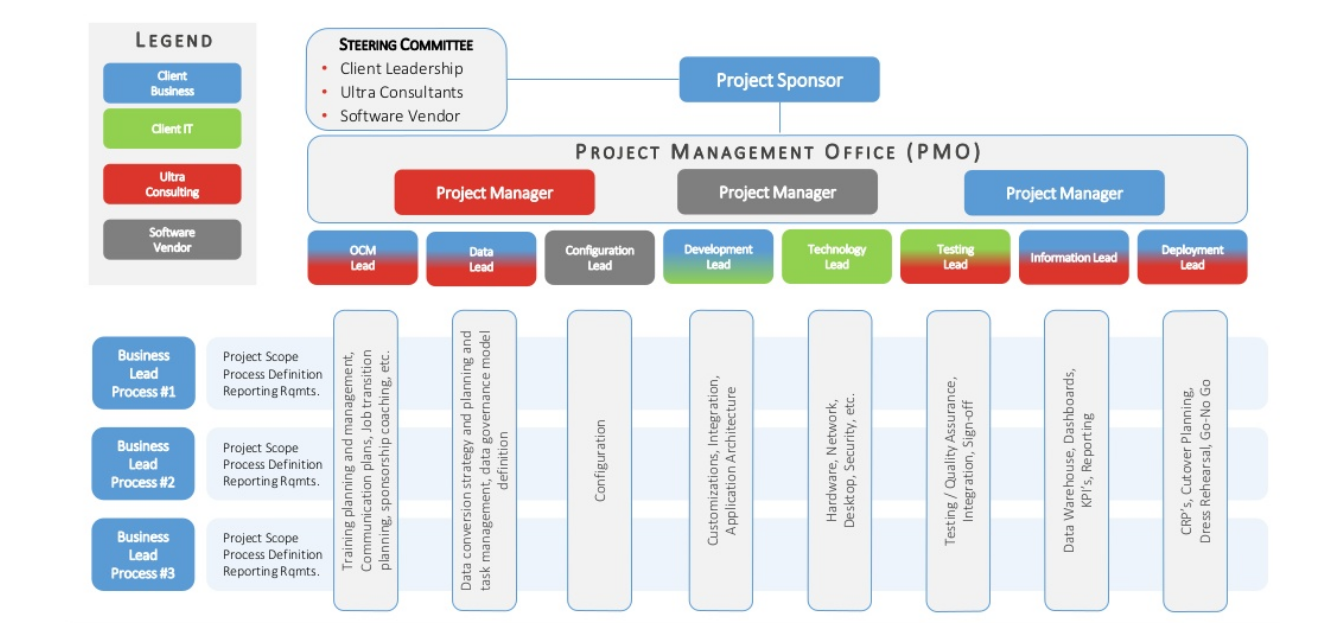 LEGEND
Client
Business
Client IT
Ultra
Consulting
Software
Vendor
STEERING COMMITTEE
• Client Leadership
• Ultra Consultants
• Software Vendor
Project Sponsor
PROJECT MANAGEMENT OFFICE (PMO)
Project Manager
Project Manager
Project Manager
OCM
Lead
Data
Lead
Configuration
Lead
Development
Lead
Technology
Lead
Testing
Lead
Information Lead
Deployment
Lead
Business
Lead
Process #1
Project Scope
Process Definition
Reporting Rqmts.
Business
Lead
Process #2
Project Scope
Process Definition
Reporting Rqmts.
Business
Lead
Process #3
Project Scope
Process Definition
Reporting Rqmts.
Training planning and management,
Communication plans, Job transition
planning, sponsorship coaching, etc.
Data conversion strategy and planning and
task management, data governance model
definition
Configuration
Customizations, Integration,
Application Architecture
Hardware, Network,
Desktop, Security, etc.
Testing / Quality Assurance,
Integration, Sign-off
Data Warehouse, Dashboards,
KPI's, Reporting
CRP's, Cutover Planning,
Dress Rehearsal, Go-No Go